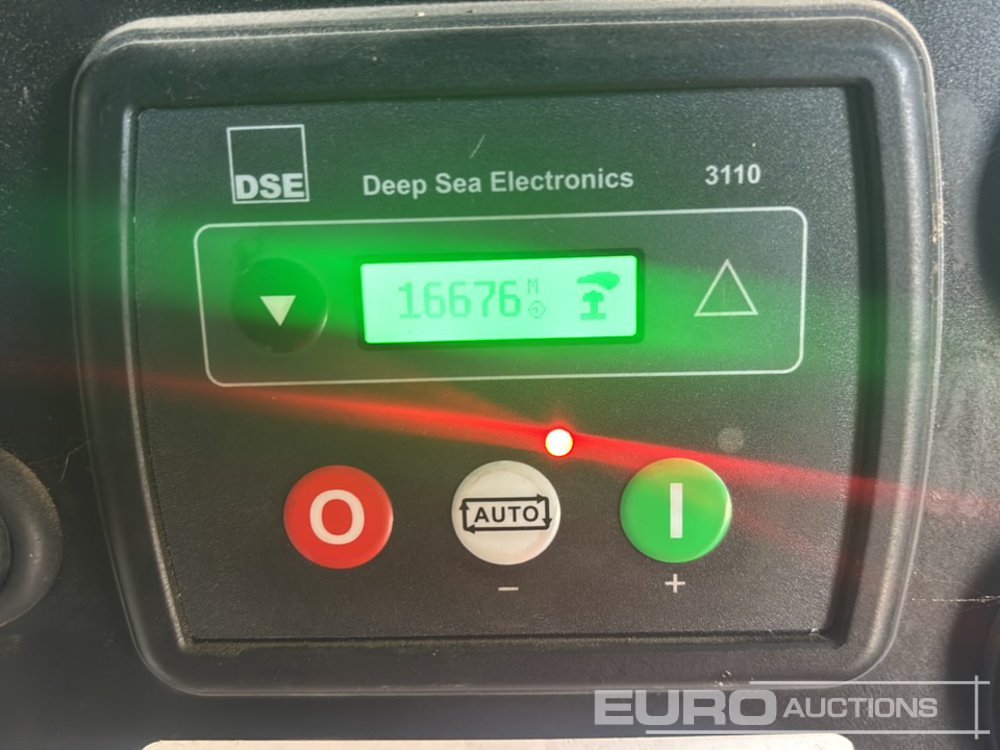 DSE
Deep Sea Electronics 3110
16676 M
O AUTO I
− +
EURO AUCTIONS